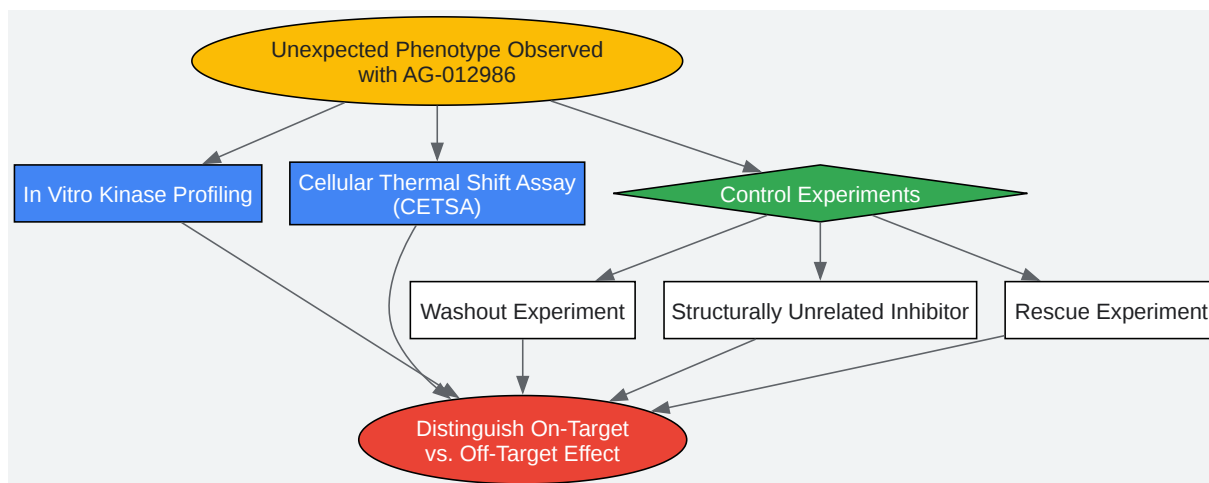 Unexpected Phenotype Observed
with AG-012986
In Vitro Kinase Profiling
Cellular Thermal Shift Assay
(CETSA)
Control Experiments
Washout Experiment
Structurally Unrelated Inhibitor
Rescue Experiment
Distinguish On-Target
vs. Off-Target Effect